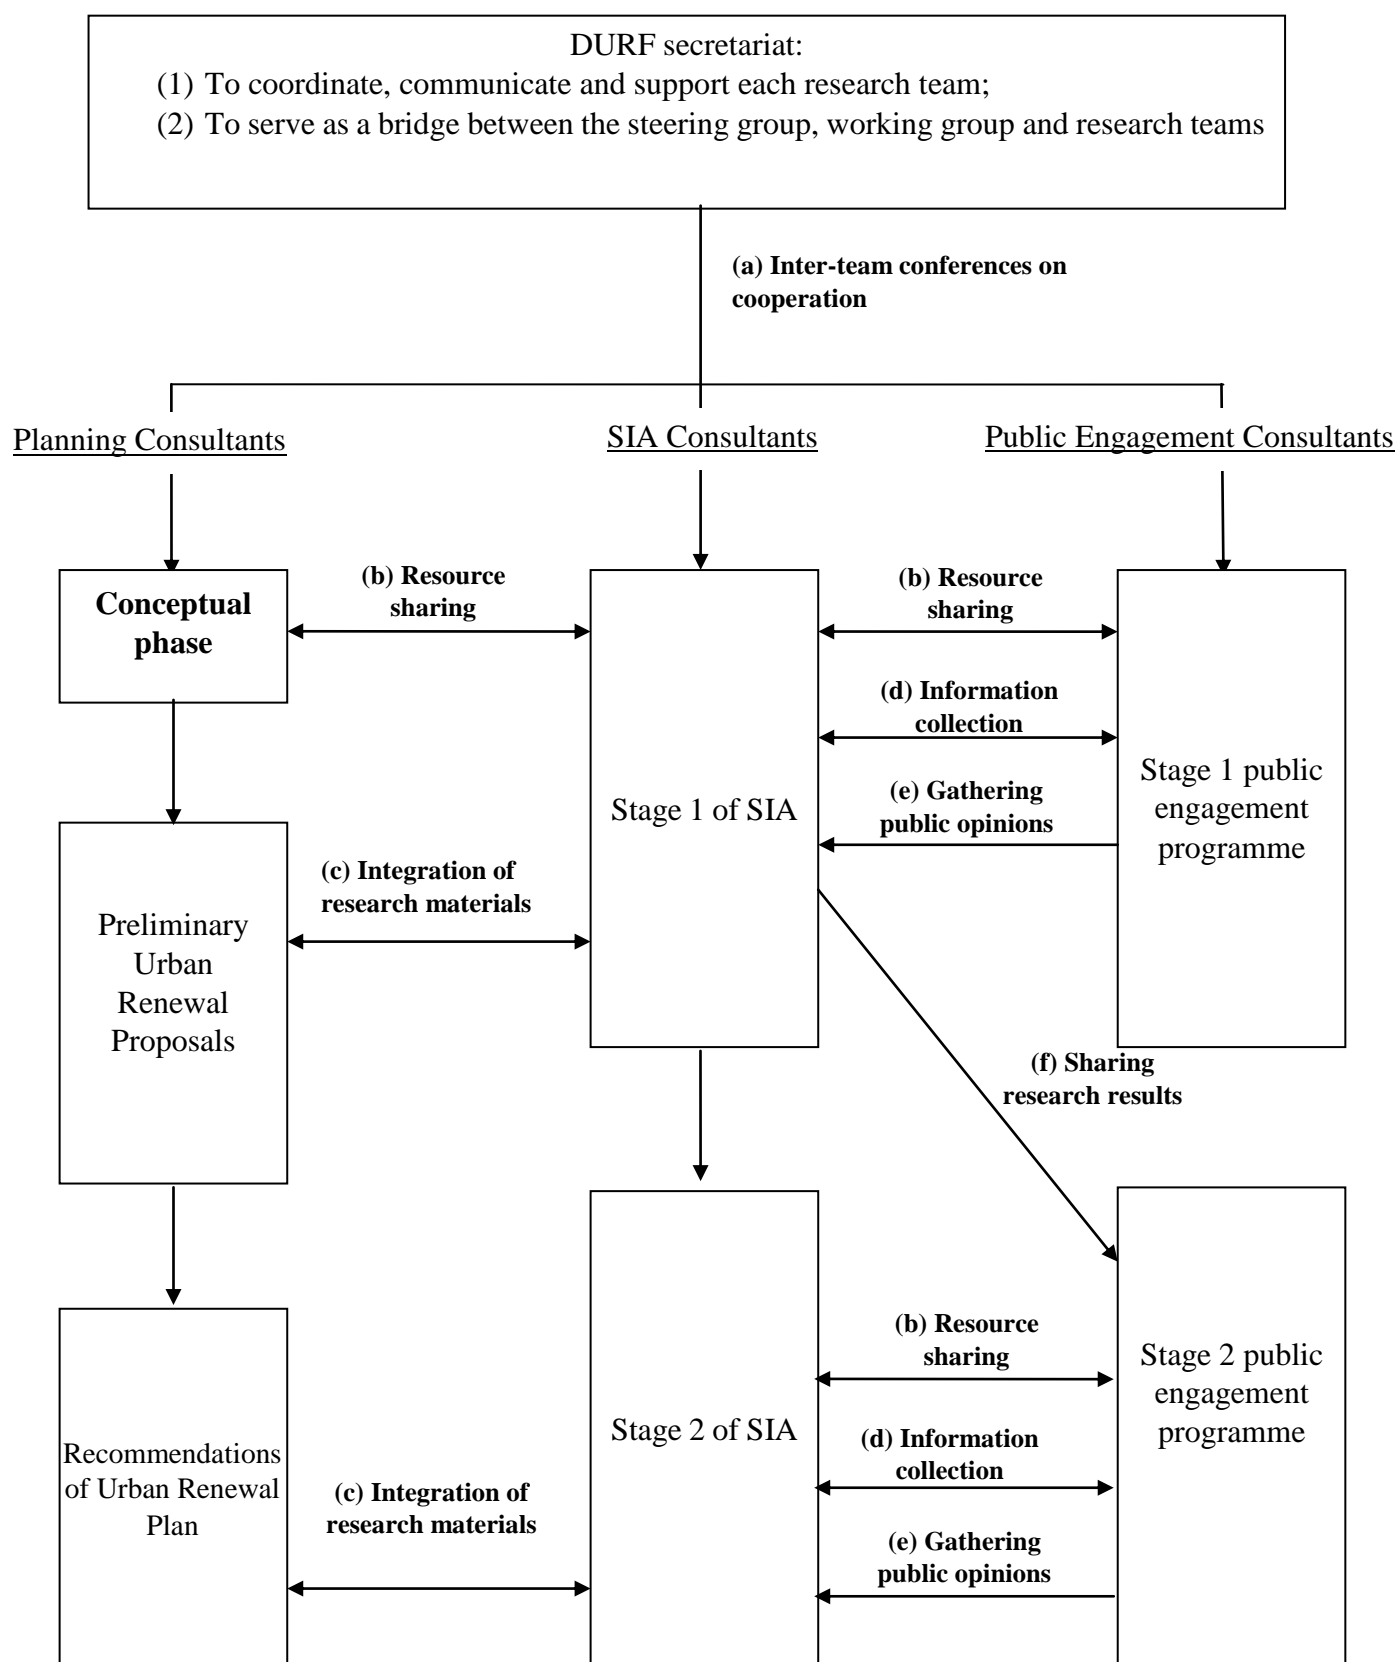 DURF secretariat:
(1) To coordinate, communicate and support each research team;
(2) To serve as a bridge between the steering group, working group and research teams
(a) Inter-team conferences on
cooperation
Planning Consultants
SIA Consultants
Public Engagement Consultants
Conceptual
phase
(b) Resource
sharing
(b) Resource
sharing
(d) Information
collection
(e) Gathering
public opinions
Stage 1 of SIA
Stage 1 public
engagement
programme
(c) Integration of
research materials
Preliminary
Urban
Renewal
Proposals
(f) Sharing
research results
(b) Resource
sharing
Stage 2 of SIA
Stage 2 public
engagement
programme
(d) Information
collection
Recommendations
of Urban Renewal
Plan
(c) Integration of
research materials
(e) Gathering
public opinions